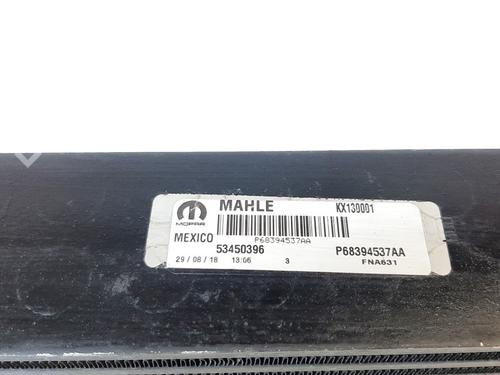 MAHLE KX130001
MOPAR
P68394537AA
MEXICO 53450396 P68394537AA
29 / 08 / 18 13:06 3 FNA631